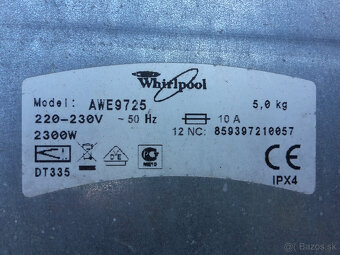 Whirlpool
Model: AWE9725 5,0 kg
220-230V ~ 50 Hz 10 A
2300W 12 NC: 859397210057
DT335 IPX4
bazos.sk